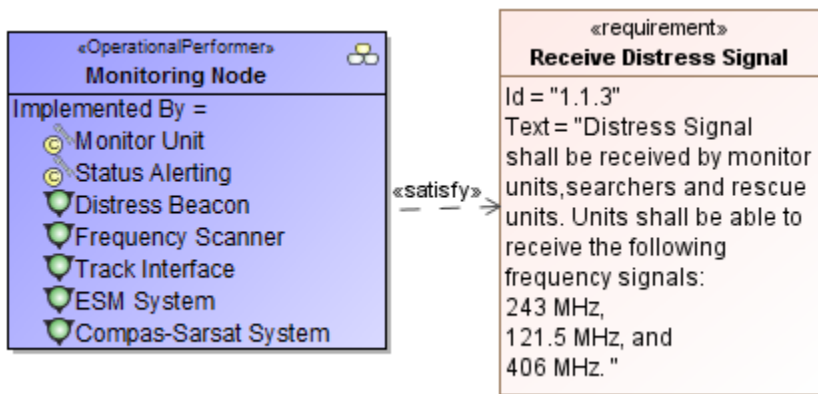 «OperationalPerformer»
Monitoring Node
Implemented By =
Monitor Unit
Status Alerting
Distress Beacon
Frequency Scanner
Track Interface
ESM System
Compas-Sarsat System
«satisfy»
«requirement»
Receive Distress Signal
Id = "1.1.3"
Text = "Distress Signal
shall be received by monitor
units,searchers and rescue
units. Units shall be able to
receive the following
frequency signals:
243 MHz,
121.5 MHz, and
406 MHz. "